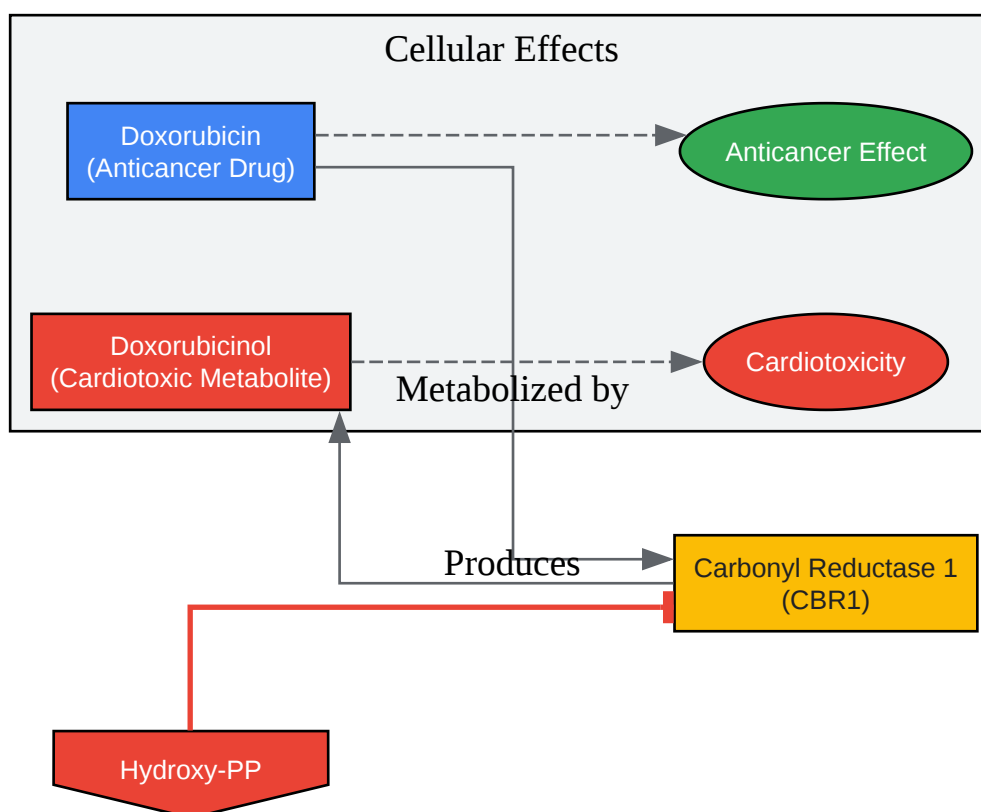 Cellular Effects
Doxorubicin
(Anticancer Drug)
Anticancer Effect
Doxorubicinol
(Cardiotoxic Metabolite)
Cardiotoxicity
Metabolized by
Produces
Carbonyl Reductase 1
(CBR1)
Hydroxy-PP